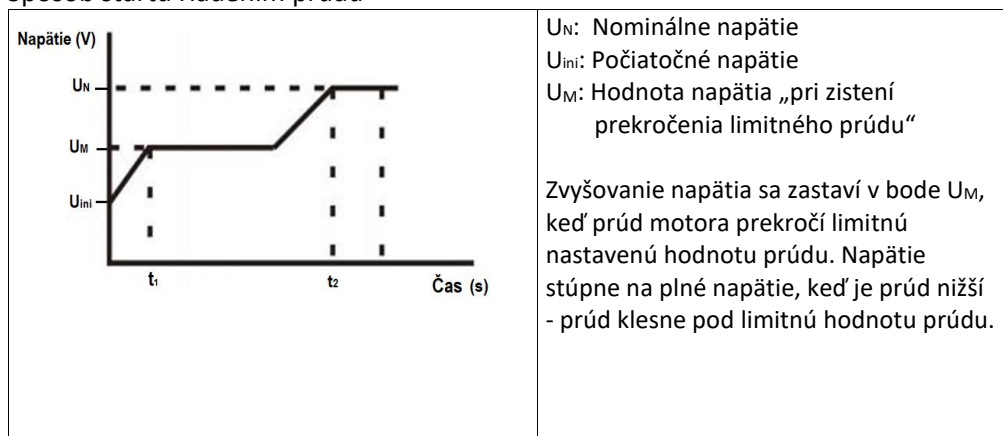 Napätie (V)
UN
UM
Uini
t1
t2
Čas (s)
UN: Nominálne napätie
Uini: Počiatočné napätie
UM: Hodnota napätia „pri zistení
prekročenia limitného prúdu“
Zvyšovanie napätia sa zastaví v bode UM,
keď prúd motora prekročí limitnú
nastavenú hodnotu prúdu. Napätie
stúpne na plné napätie, keď je prúd nižší
- prúd klesne pod limitnú hodnotu prúdu.